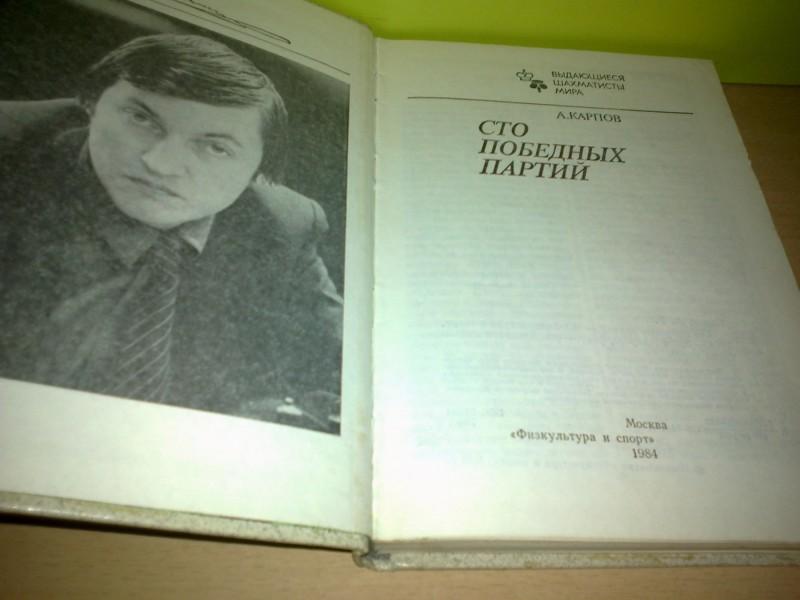 ВЫДАЮЩИЕСЯ
ШАХМАТИСТЫ
МИРА
А.КАРПОВ
СТО
ПОБЕДНЫХ
ПАРТИЙ
Москва
«Физкультура и спорт»
1984